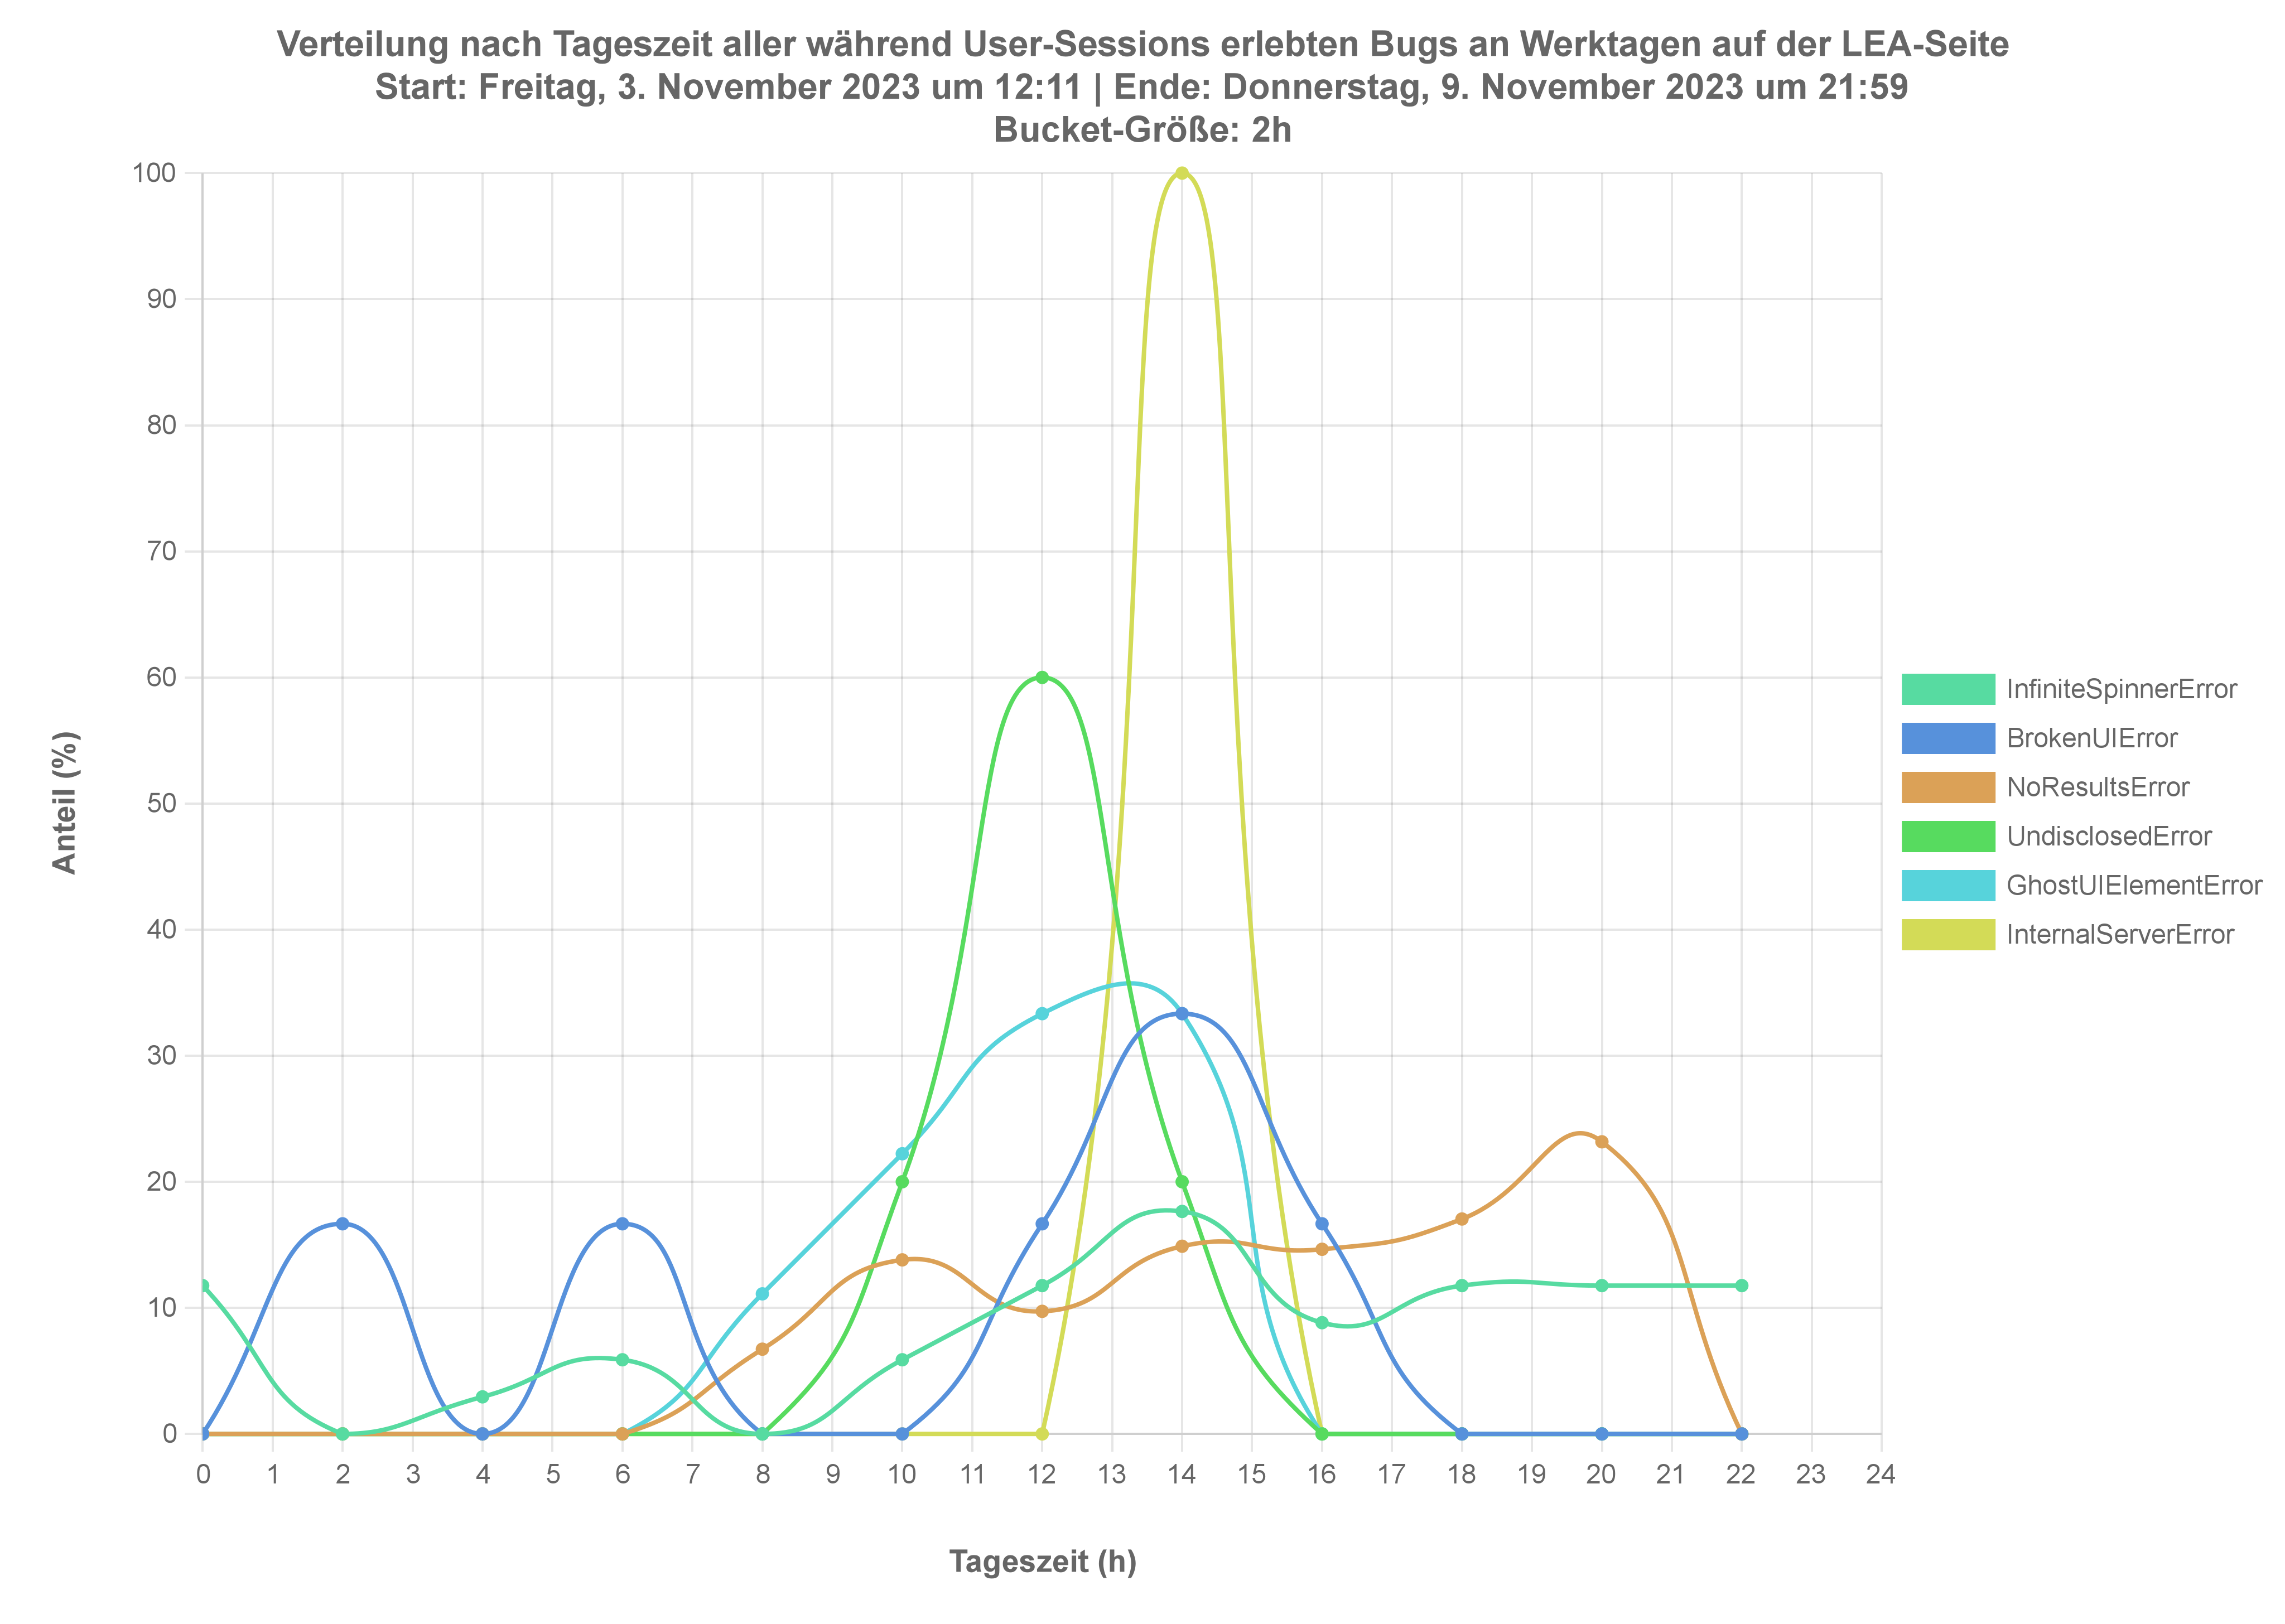 Verteilung nach Tageszeit aller während User-Sessions erlebten Bugs an Werktagen auf der LEA-Seite
Start: Freitag, 3. November 2023 um 12:11 | Ende: Donnerstag, 9. November 2023 um 21:59
Bucket-Größe: 2h
100
90
80
70
60
50
40
30
20
10
0
Anteil (%)
0 1 2 3 4 5 6 7 8 9 10 11 12 13 14 15 16 17 18 19 20 21 22 23 24
Tageszeit (h)
InfiniteSpinnerError
BrokenUIError
NoResultsError
UndisclosedError
GhostUIElementError
InternalServerError